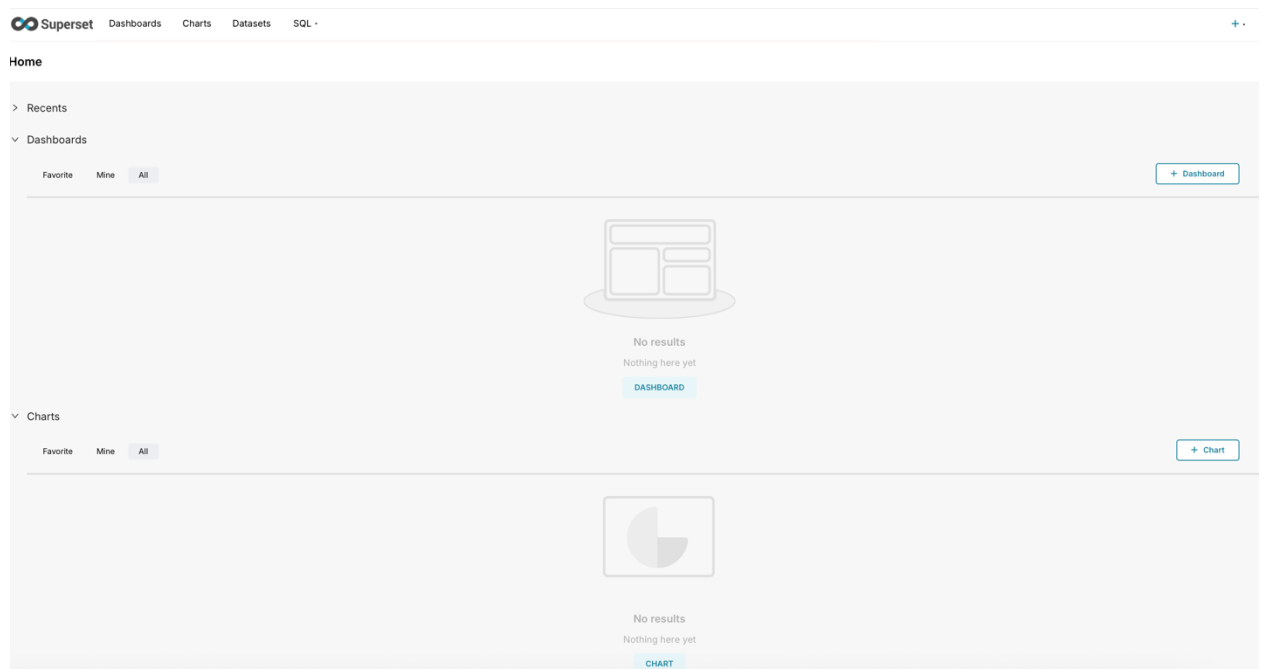 Superset Dashboards Charts Datasets SQL
Home
Recents
Dashboards
Favorite Mine All + Dashboard
No results
Nothing here yet
DASHBOARD
Charts
Favorite Mine All + Chart
No results
Nothing here yet
CHART